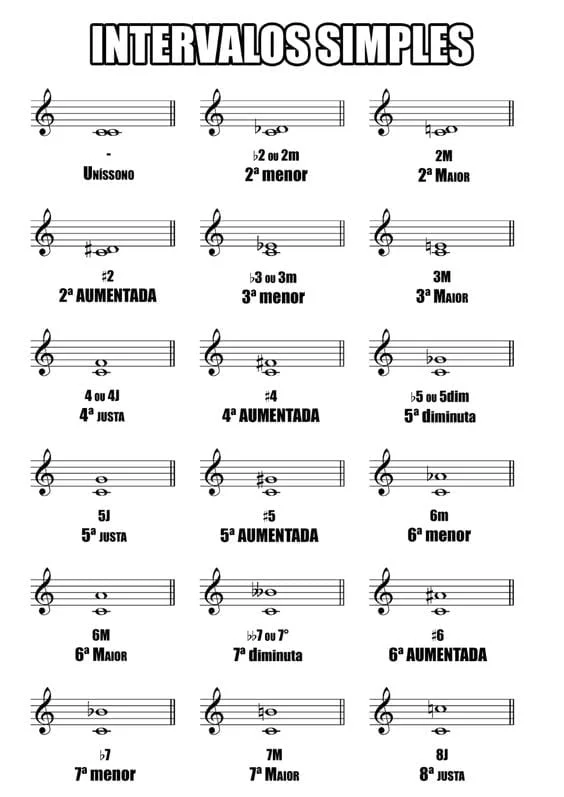 INTERVALOS SIMPLES
-
Uníssono
♭2 ou 2m
2ª menor
2M
2ª Maior
♯2
2ª AUMENTADA
♭3 ou 3m
3ª menor
3M
3ª Maior
4 ou 4J
4ª justa
♯4
4ª AUMENTADA
♭5 ou 5dim
5ª diminuta
5J
5ª justa
♯5
5ª AUMENTADA
6m
6ª menor
6M
6ª Maior
♭♭7 ou 7°
7ª diminuta
♯6
6ª AUMENTADA
♭7
7ª menor
7M
7ª Maior
8J
8ª justa